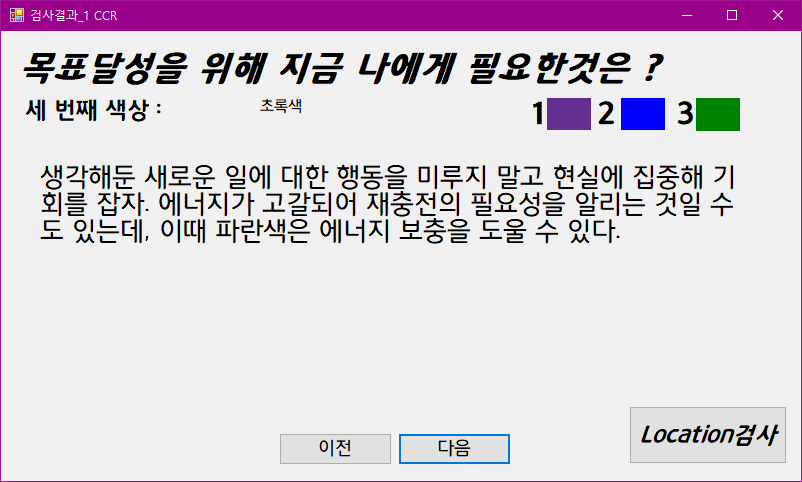 검사결과_1 CCR
목표달성을 위해 지금 나에게 필요한것은 ?
세 번째 색상 : 초록색 1 2 3
생각해둔 새로운 일에 대한 행동을 미루지 말고 현실에 집중해 기
회를 잡자. 에너지가 고갈되어 재충전의 필요성을 알리는 것일 수
도 있는데, 이때 파란색은 에너지 보충을 도울 수 있다.
Location검사
이전 다음